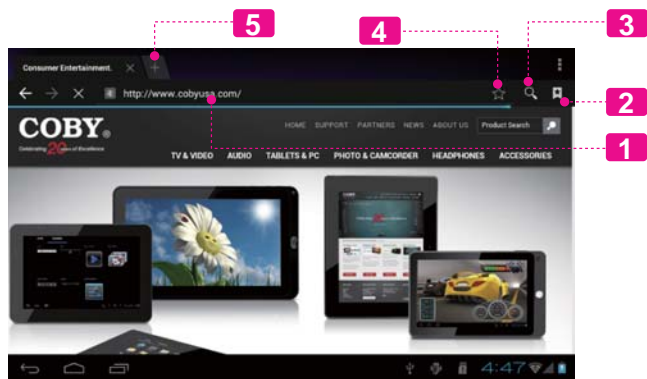 5
4
3
Consumer Entertainment.
http://www.cobyusa.com/
2
COBY®
HOME SUPPORT PARTNERS NEWS ABOUT US Product Search
Celebrating 20 years of Excellence
1
TV & VIDEO AUDIO TABLETS & PC PHOTO & CAMCORDER HEADPHONES ACCESSORIES
4:47